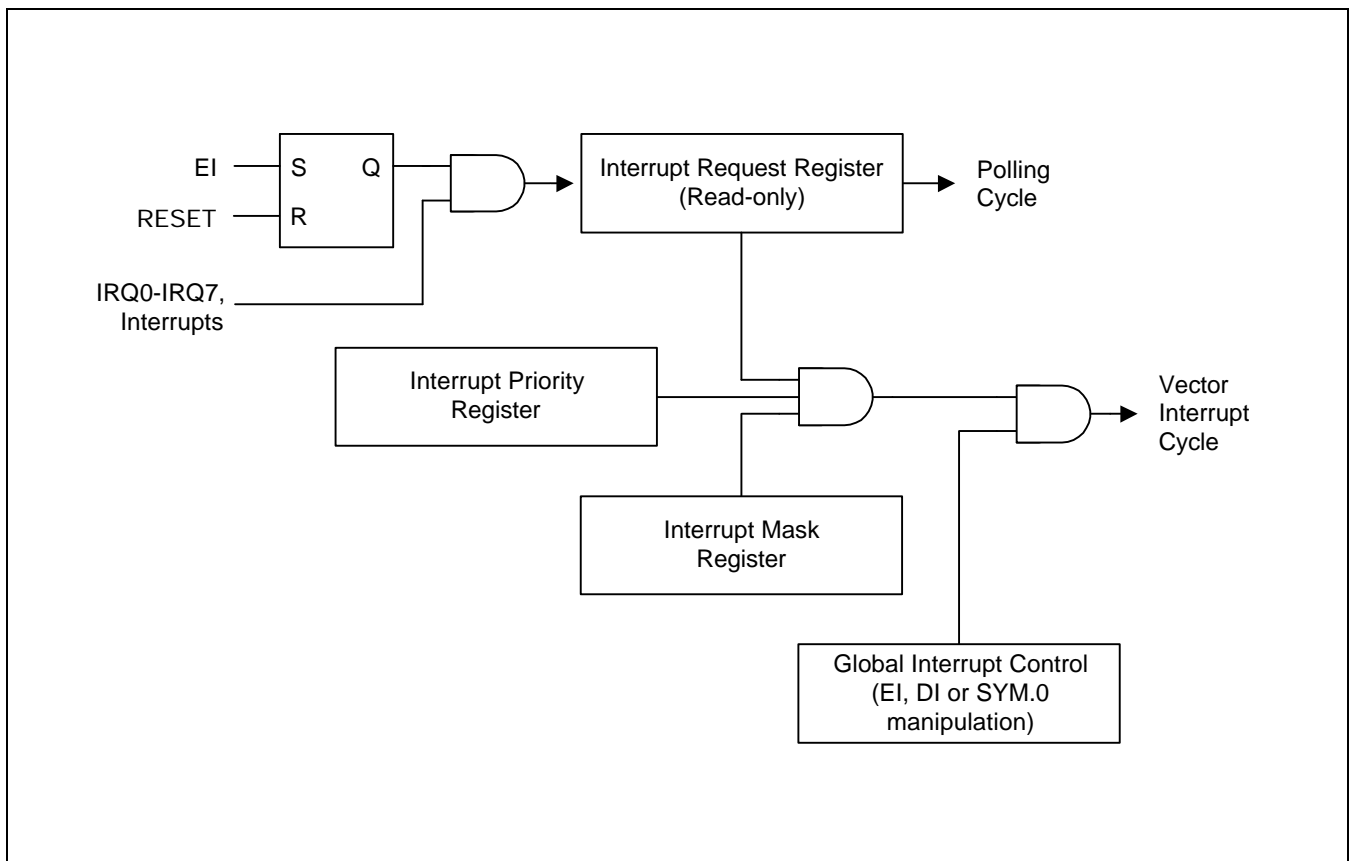 EI
S
Q
RESET
R
IRQ0-IRQ7,
Interrupts
Interrupt Request Register
(Read-only)
Polling
Cycle
Interrupt Priority
Register
Vector
Interrupt
Cycle
Interrupt Mask
Register
Global Interrupt Control
(EI, DI or SYM.0
manipulation)